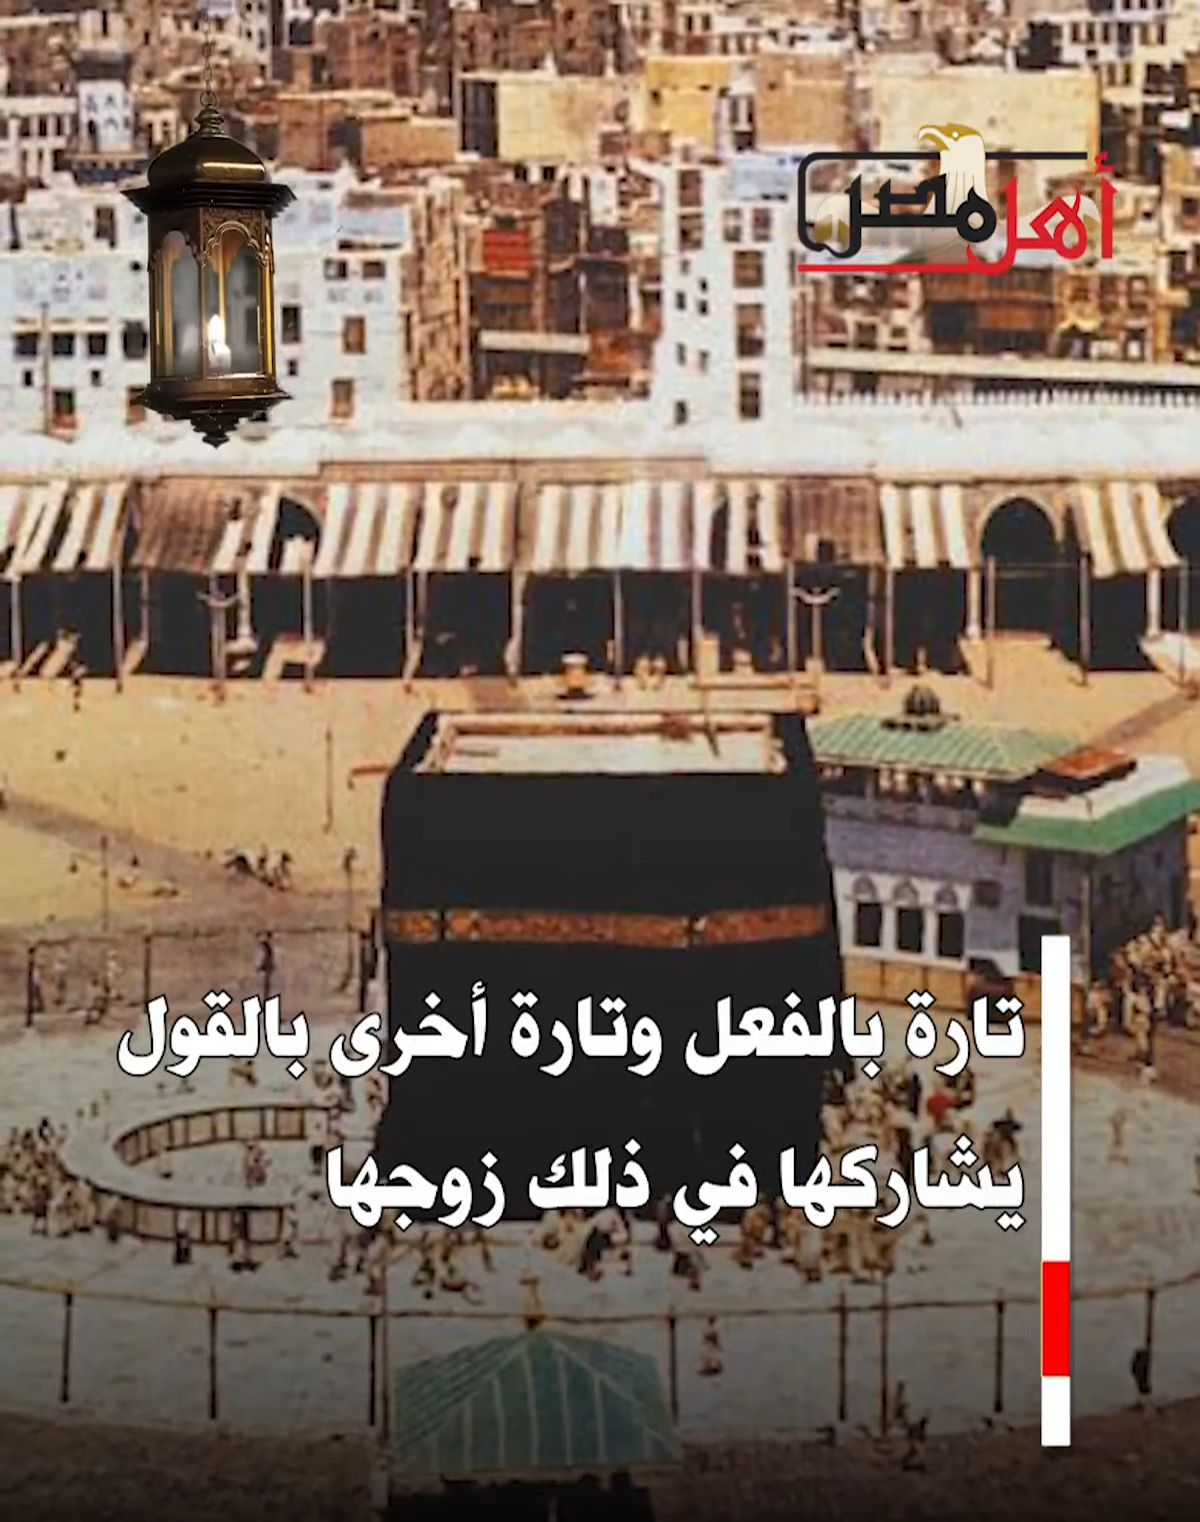 أهل مصر
تارة بالفعل وتارة أخرى بالقول
يشاركها في ذلك زوجها